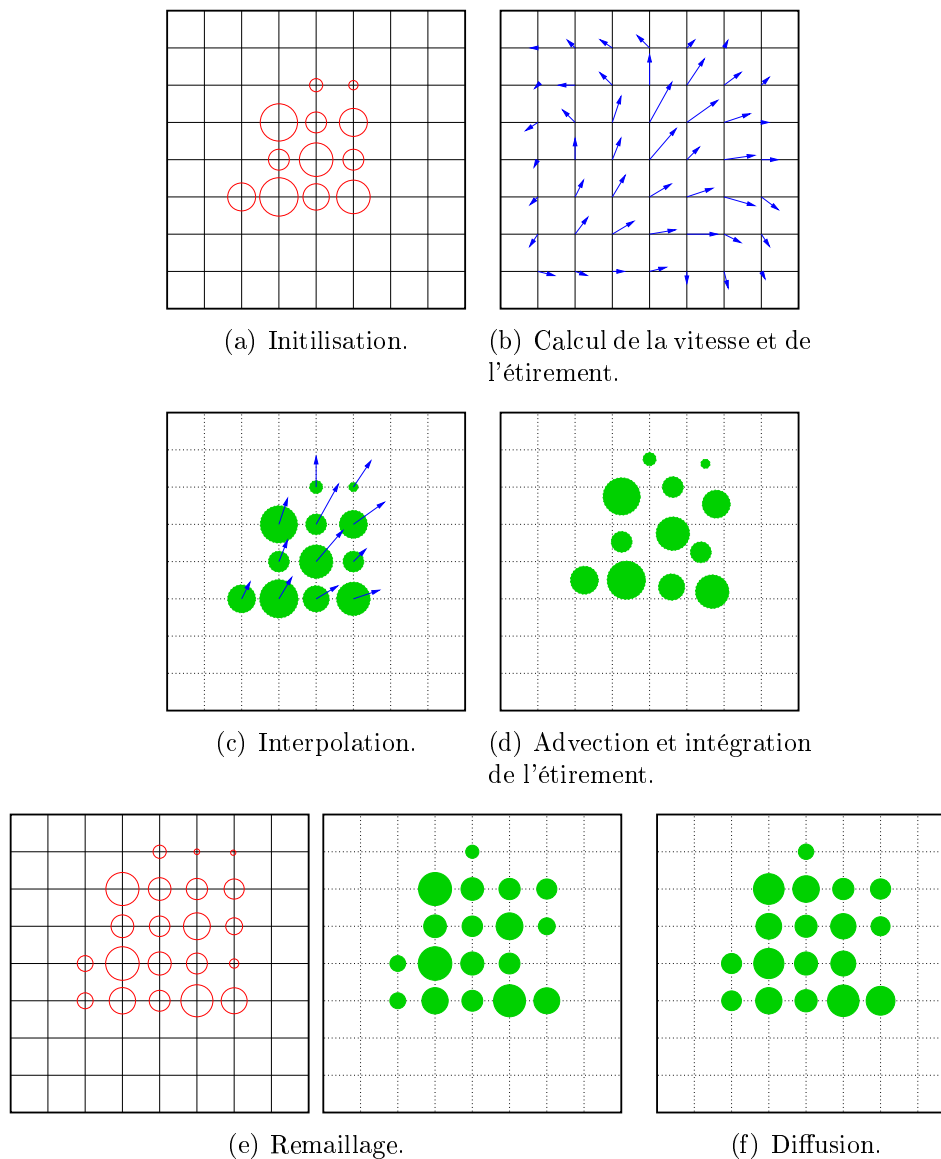 (a) Initilisation.
(b) Calcul de la vitesse et de
l'étirement.
(c) Interpolation.
(d) Advection et intégration
de l'étirement.
(e) Remaillage.
(f) Diffusion.